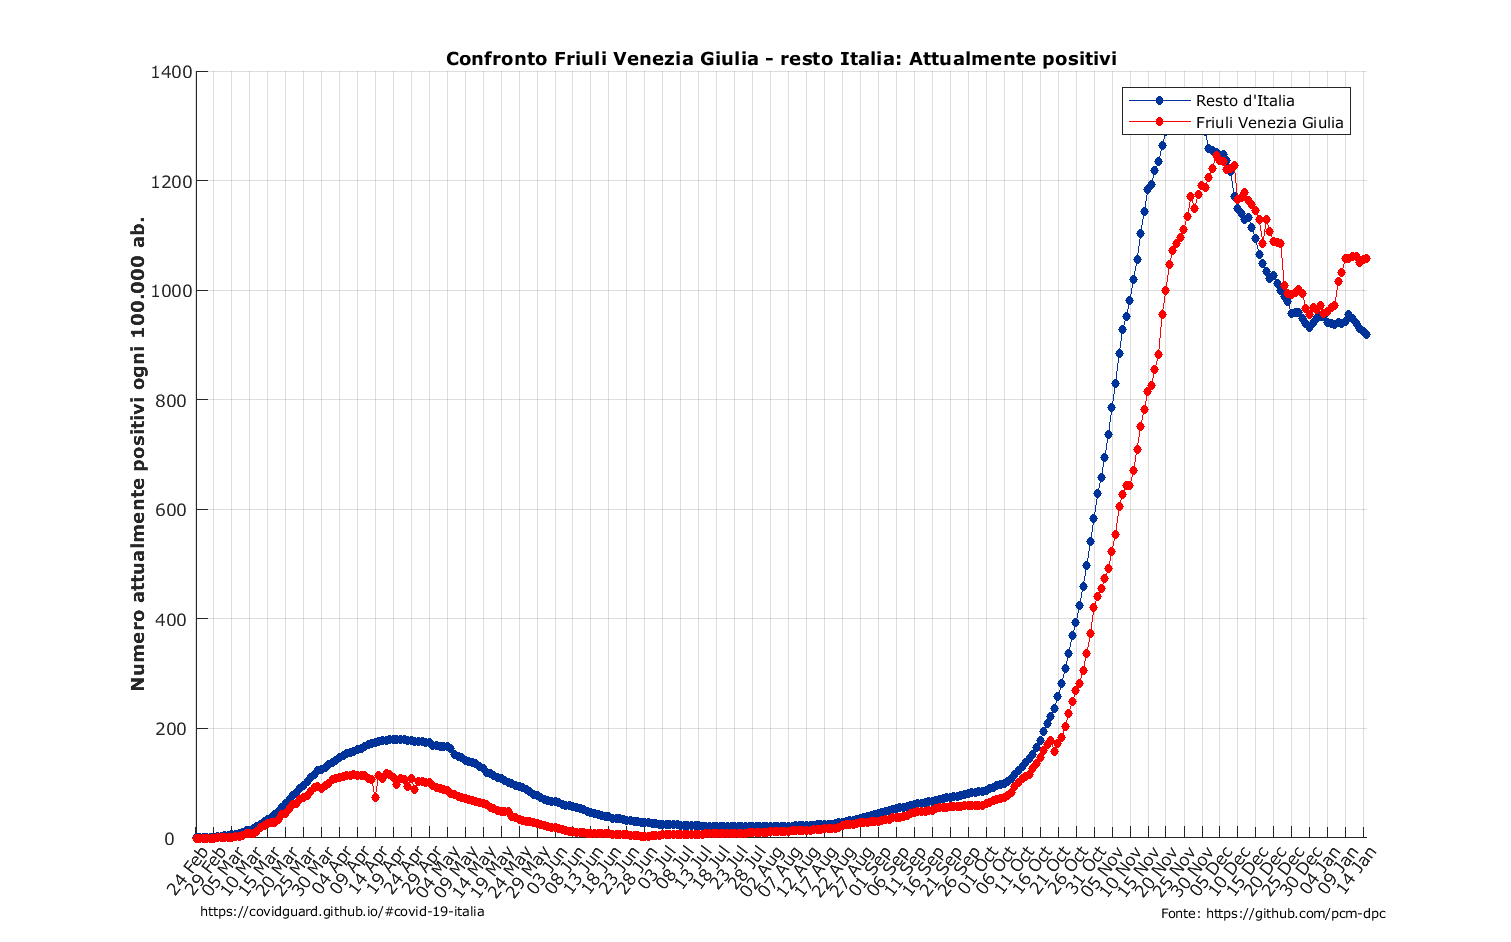 Confronto Friuli Venezia Giulia - resto Italia: Attualmente positivi
Resto d'Italia
Friuli Venezia Giulia
Numero attualmente positivi ogni 100.000 ab.
1400
1200
1000
800
600
400
200
0
24 Feb
29 Feb
05 Mar
10 Mar
15 Mar
20 Mar
25 Mar
30 Mar
04 Apr
09 Apr
14 Apr
19 Apr
24 Apr
29 Apr
04 May
09 May
14 May
19 May
24 May
29 May
03 Jun
08 Jun
13 Jun
18 Jun
23 Jun
28 Jun
03 Jul
08 Jul
13 Jul
18 Jul
23 Jul
28 Jul
02 Aug
07 Aug
12 Aug
17 Aug
22 Aug
27 Aug
01 Sep
06 Sep
11 Sep
16 Sep
21 Sep
26 Sep
01 Oct
06 Oct
11 Oct
16 Oct
21 Oct
26 Oct
31 Oct
05 Nov
10 Nov
15 Nov
20 Nov
25 Nov
30 Nov
05 Dec
10 Dec
15 Dec
20 Dec
25 Dec
30 Dec
04 Jan
09 Jan
14 Jan
https://covidguard.github.io/#covid-19-italia
Fonte: https://github.com/pcm-dpc